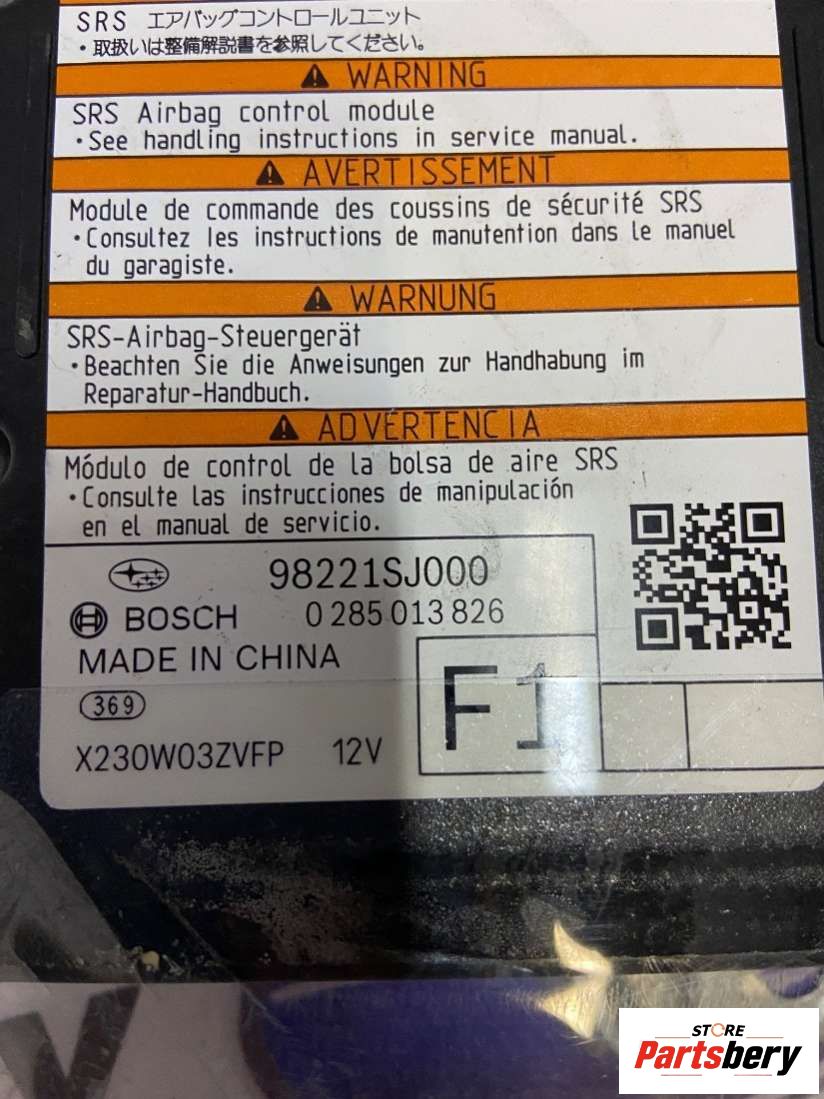 SRS エアバッグコントロールユニット
・取扱いは整備解説書を参照してください。
⚠ WARNING
SRS Airbag control module
・See handling instructions in service manual.
⚠ AVERTISSEMENT
Module de commande des coussins de sécurité SRS
・Consultez les instructions de manutention dans le manuel
du garagiste.
⚠ WARNUNG
SRS-Airbag-Steuergerät
・Beachten Sie die Anweisungen zur Handhabung im
Reparatur-Handbuch.
⚠ ADVERTENCIA
Módulo de control de la bolsa de aire SRS
・Consulte las instrucciones de manipulación
en el manual de servicio.
98221SJ000
BOSCH 0 285 013 826
MADE IN CHINA
369
F1
X230W03ZVFP 12V
STORE
Partsbery